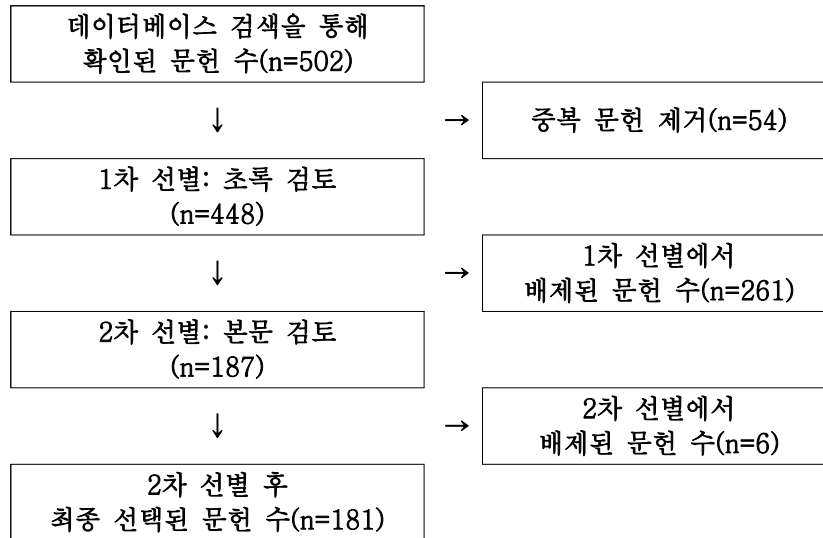 데이터베이스 검색을 통해
확인된 문헌 수(n=502)
↓
→
중복 문헌 제거(n=54)
1차 선별: 초록 검토
(n=448)
↓
→
1차 선별에서
배제된 문헌 수(n=261)
2차 선별: 본문 검토
(n=187)
↓
→
2차 선별에서
배제된 문헌 수(n=6)
2차 선별 후
최종 선택된 문헌 수(n=181)